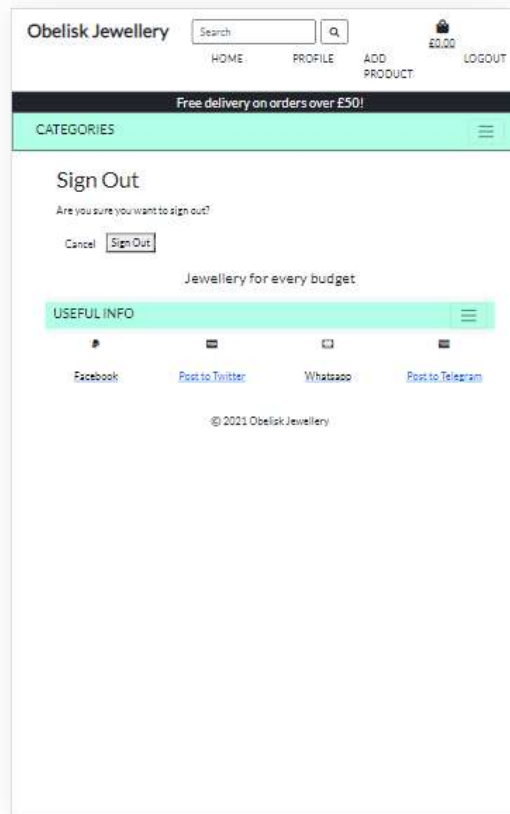 Obelisk Jewellery
Search
£0.00
HOME PROFILE ADD PRODUCT LOGOUT
Free delivery on orders over £50!
CATEGORIES
Sign Out
Are you sure you want to sign out?
Cancel Sign Out
Jewellery for every budget
USEFUL INFO
Facebook Post to Twitter Whatsapp Post to Telegram
© 2021 Obelisk Jewellery